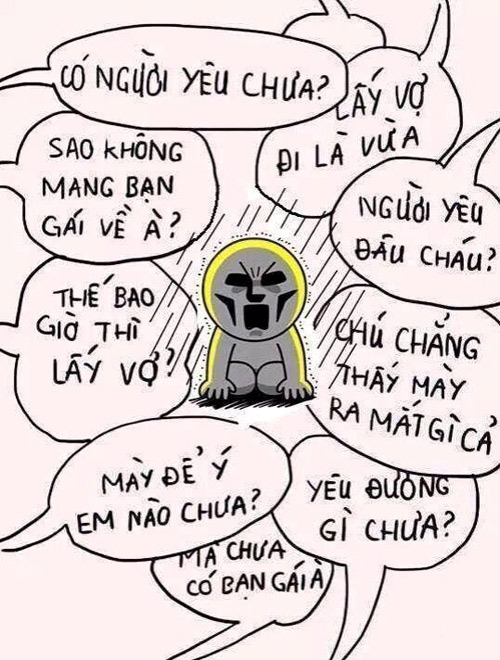 CÓ NGƯỜI YÊU CHƯA?
LẤY VỢ
ĐI LÀ VỪA
SAO KHÔNG
MANG BẠN
GÁI VỀ À?
NGƯỜI YÊU
ĐÂU CHÁU?
THẾ BAO
GIỜ THÌ
LẤY VỢ?
CHÚ CHẲNG
THẤY MÀY
RA MẮT GÌ CẢ
MÀY ĐỂ Ý
EM NÀO CHƯA?
YÊU ĐƯƠNG
GÌ CHƯA?
MÀ CHƯA
CÓ BẠN GÁI À